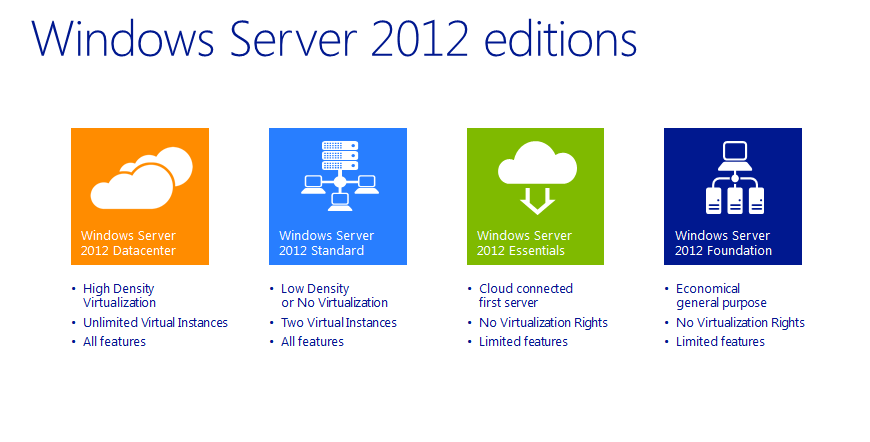 Windows Server 2012 editions
Windows Server
2012 Datacenter
• High Density
Virtualization
• Unlimited Virtual Instances
• All features
Windows Server
2012 Standard
• Low Density
or No Virtualization
• Two Virtual Instances
• All features
Windows Server
2012 Essentials
• Cloud connected
first server
• No Virtualization Rights
• Limited features
Windows Server
2012 Foundation
• Economical
general purpose
• No Virtualization Rights
• Limited features